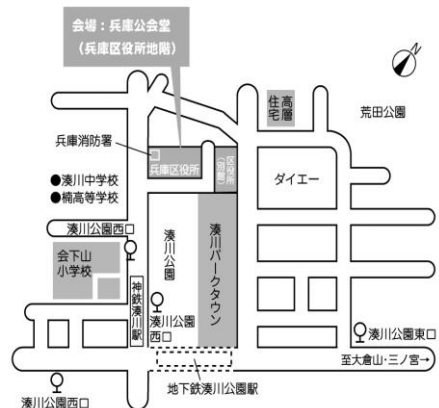 会場：兵庫公会堂
（兵庫区役所地階）
高層
住宅
荒田公園
兵庫消防署
兵庫区役所
区役所
（別館）
ダイエー
●湊川中学校
●楠高等学校
湊川公園西口
会下山
小学校
神鉄湊川駅
湊川公園
湊川公園
西口
湊川パークタウン
湊川公園東口
至大倉山・三ノ宮→
地下鉄湊川公園駅
湊川公園西口